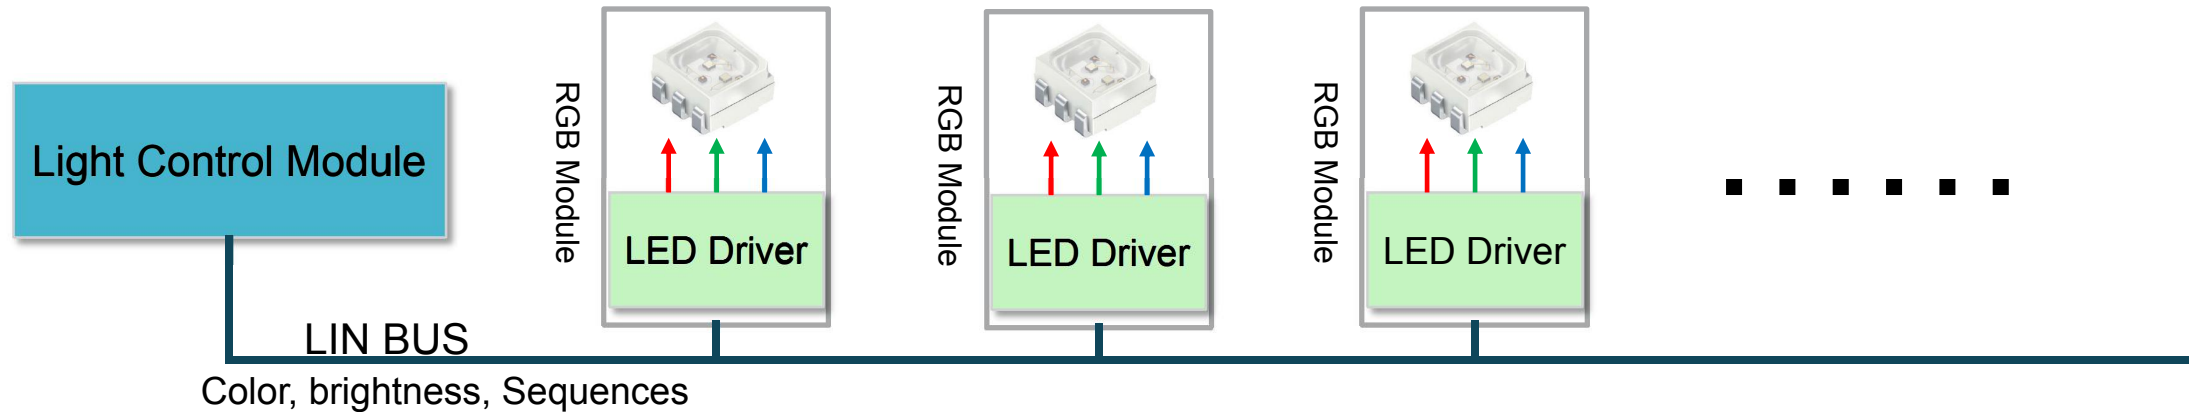 Light Control Module
RGB Module
LED Driver
RGB Module
LED Driver
RGB Module
LED Driver
LIN BUS
Color, brightness, Sequences